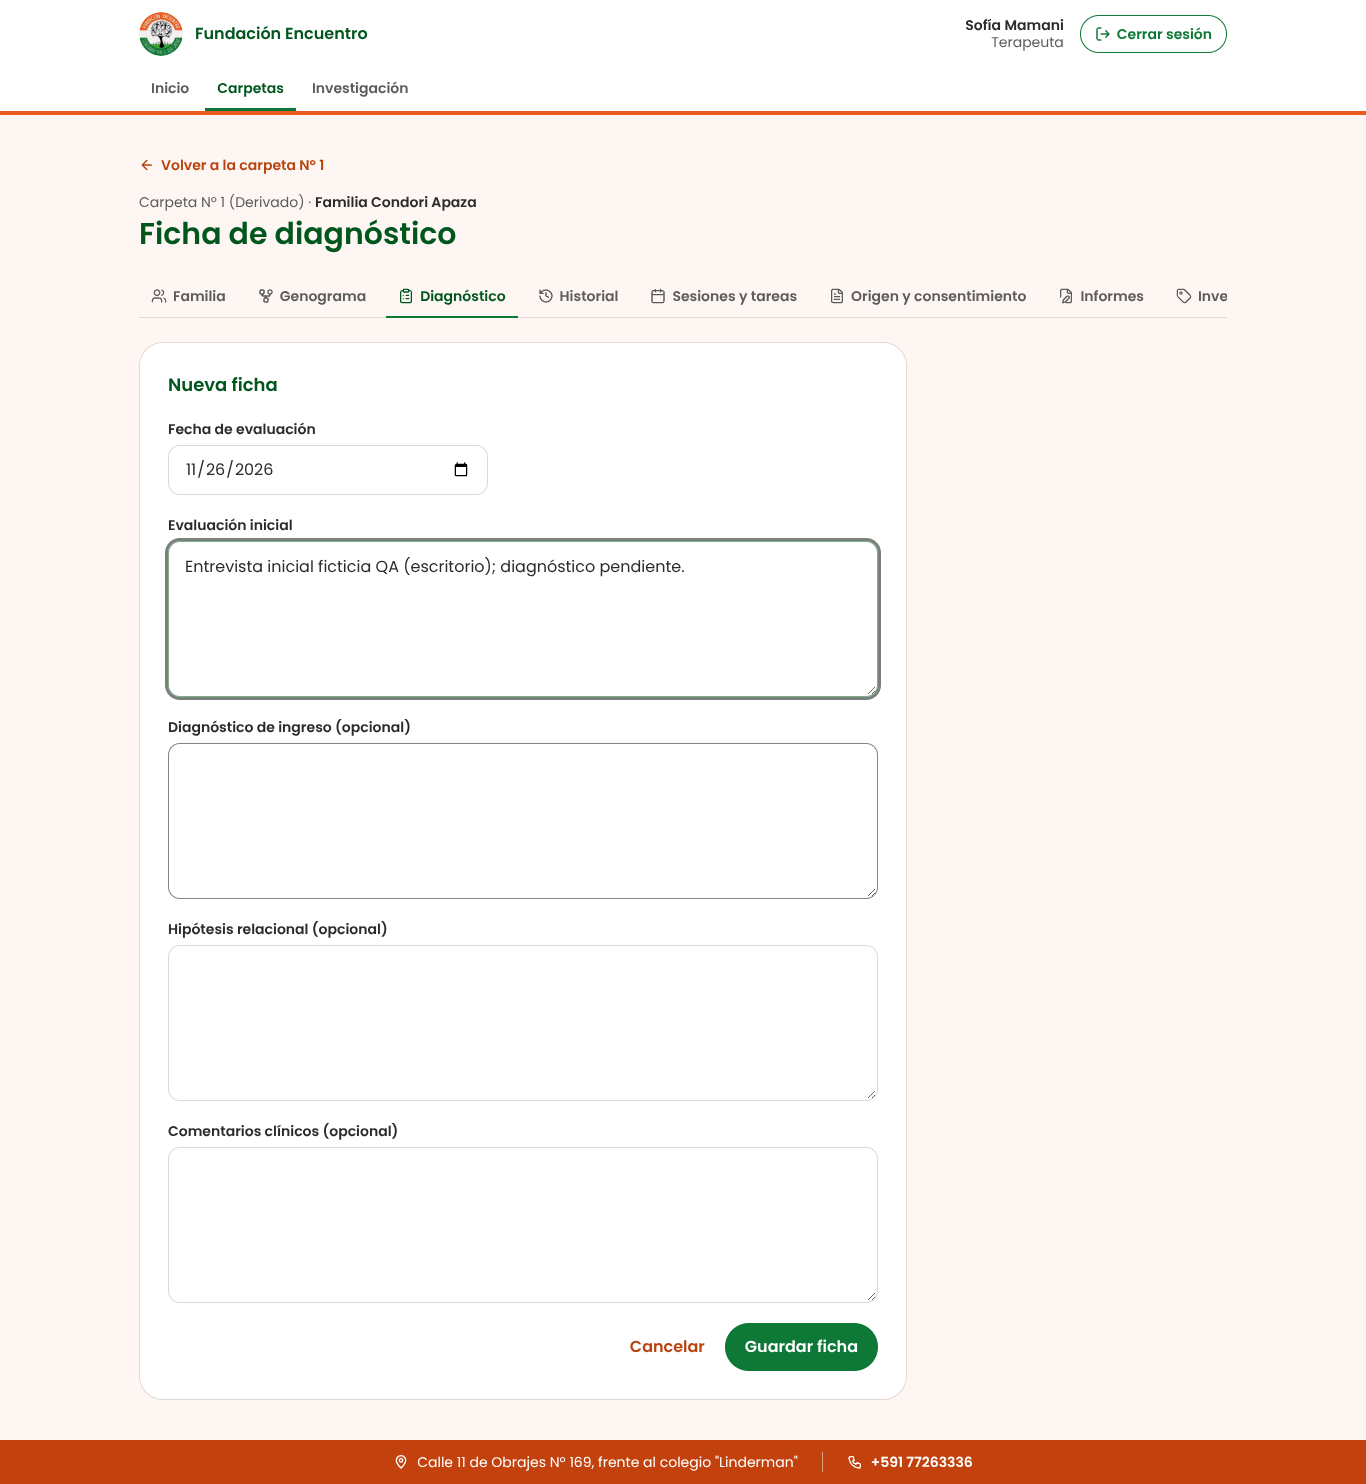 Fundación Encuentro
Sofía Mamani
Terapeuta
Cerrar sesión
Inicio
Carpetas
Investigación
Volver a la carpeta N° 1
Carpeta N° 1 (Derivado) · Familia Condori Apaza
Ficha de diagnóstico
Familia
Genograma
Diagnóstico
Historial
Sesiones y tareas
Origen y consentimiento
Informes
Inve
Nueva ficha
Fecha de evaluación
11/26/2026
Evaluación inicial
Entrevista inicial ficticia QA (escritorio); diagnóstico pendiente.
Diagnóstico de ingreso (opcional)
Hipótesis relacional (opcional)
Comentarios clínicos (opcional)
Cancelar
Guardar ficha
Calle 11 de Obrajes N° 169, frente al colegio "Linderman"
+591 77263336